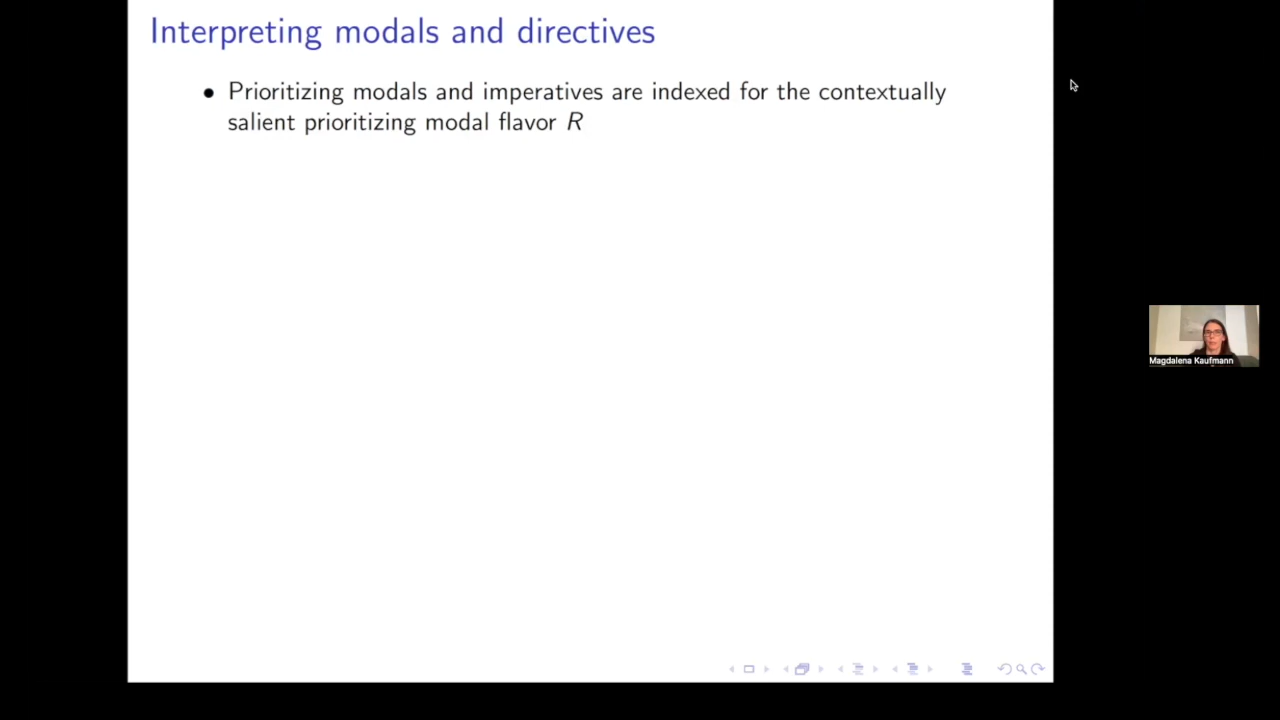 Interpreting modals and directives
• Prioritizing modals and imperatives are indexed for the contextually
salient prioritizing modal flavor R
Magdalena Kaufmann